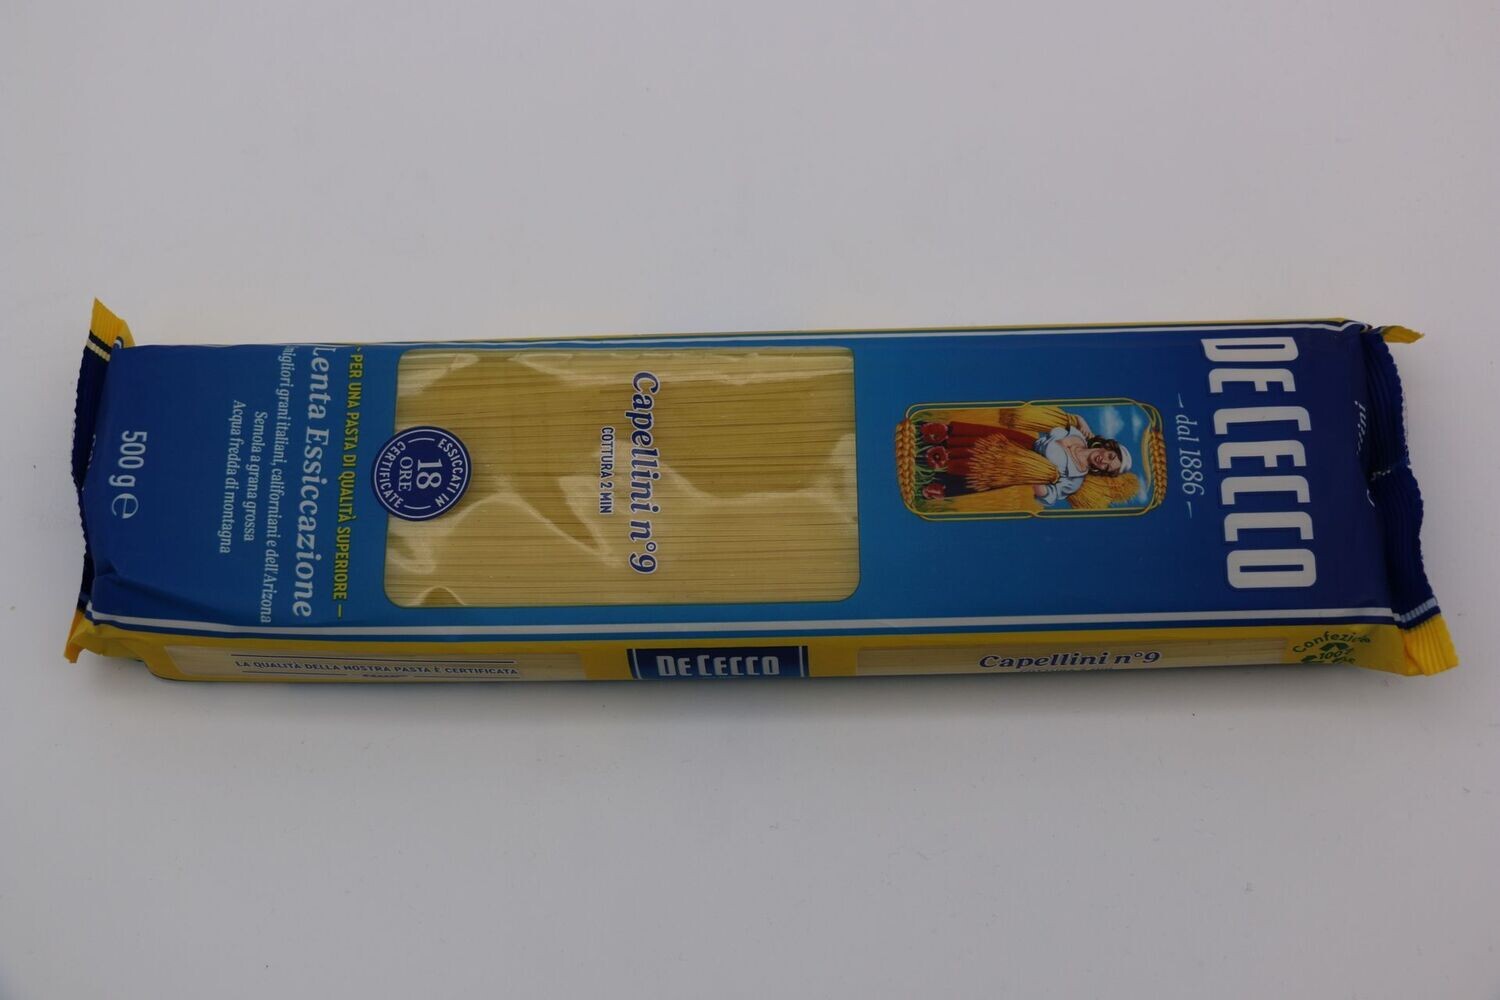 DE CECCO
– dal 1886 –
Capellini n°9
COTTURA 2 MIN
ESSICCATI IN
18
ORE
CERTIFICATE
PER UNA PASTA DI QUALITÀ SUPERIORE –
Lenta Essiccazione
migliori grani italiani, californiani e dell'Arizona
Semola a grana grossa
Acqua fredda di montagna
500 g e
LA QUALITÀ DELLA NOSTRA PASTA È CERTIFICATA
DE CECCO
Capellini n°9
100%